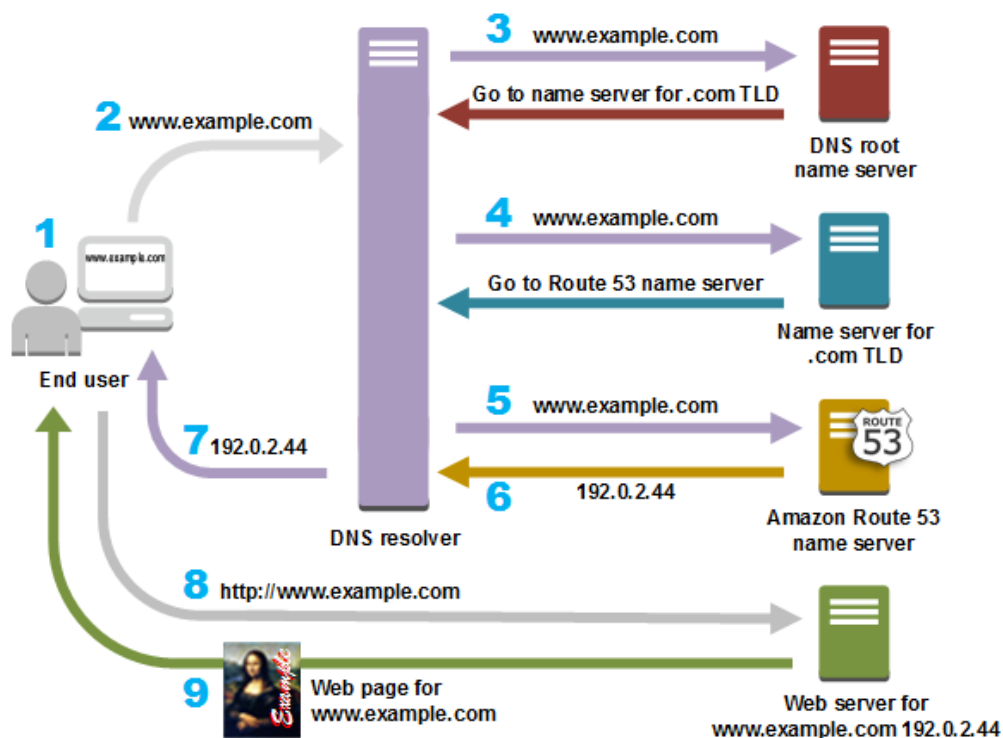 3 www.example.com
Go to name server for .com TLD
DNS root
name server
2 www.example.com
1
www.example.com
End user
4 www.example.com
Go to Route 53 name server
Name server for
.com TLD
5 www.example.com
ROUTE
53
6 192.0.2.44
Amazon Route 53
name server
7 192.0.2.44
DNS resolver
8 http://www.example.com
9
Example
Web page for
www.example.com
Web server for
www.example.com 192.0.2.44